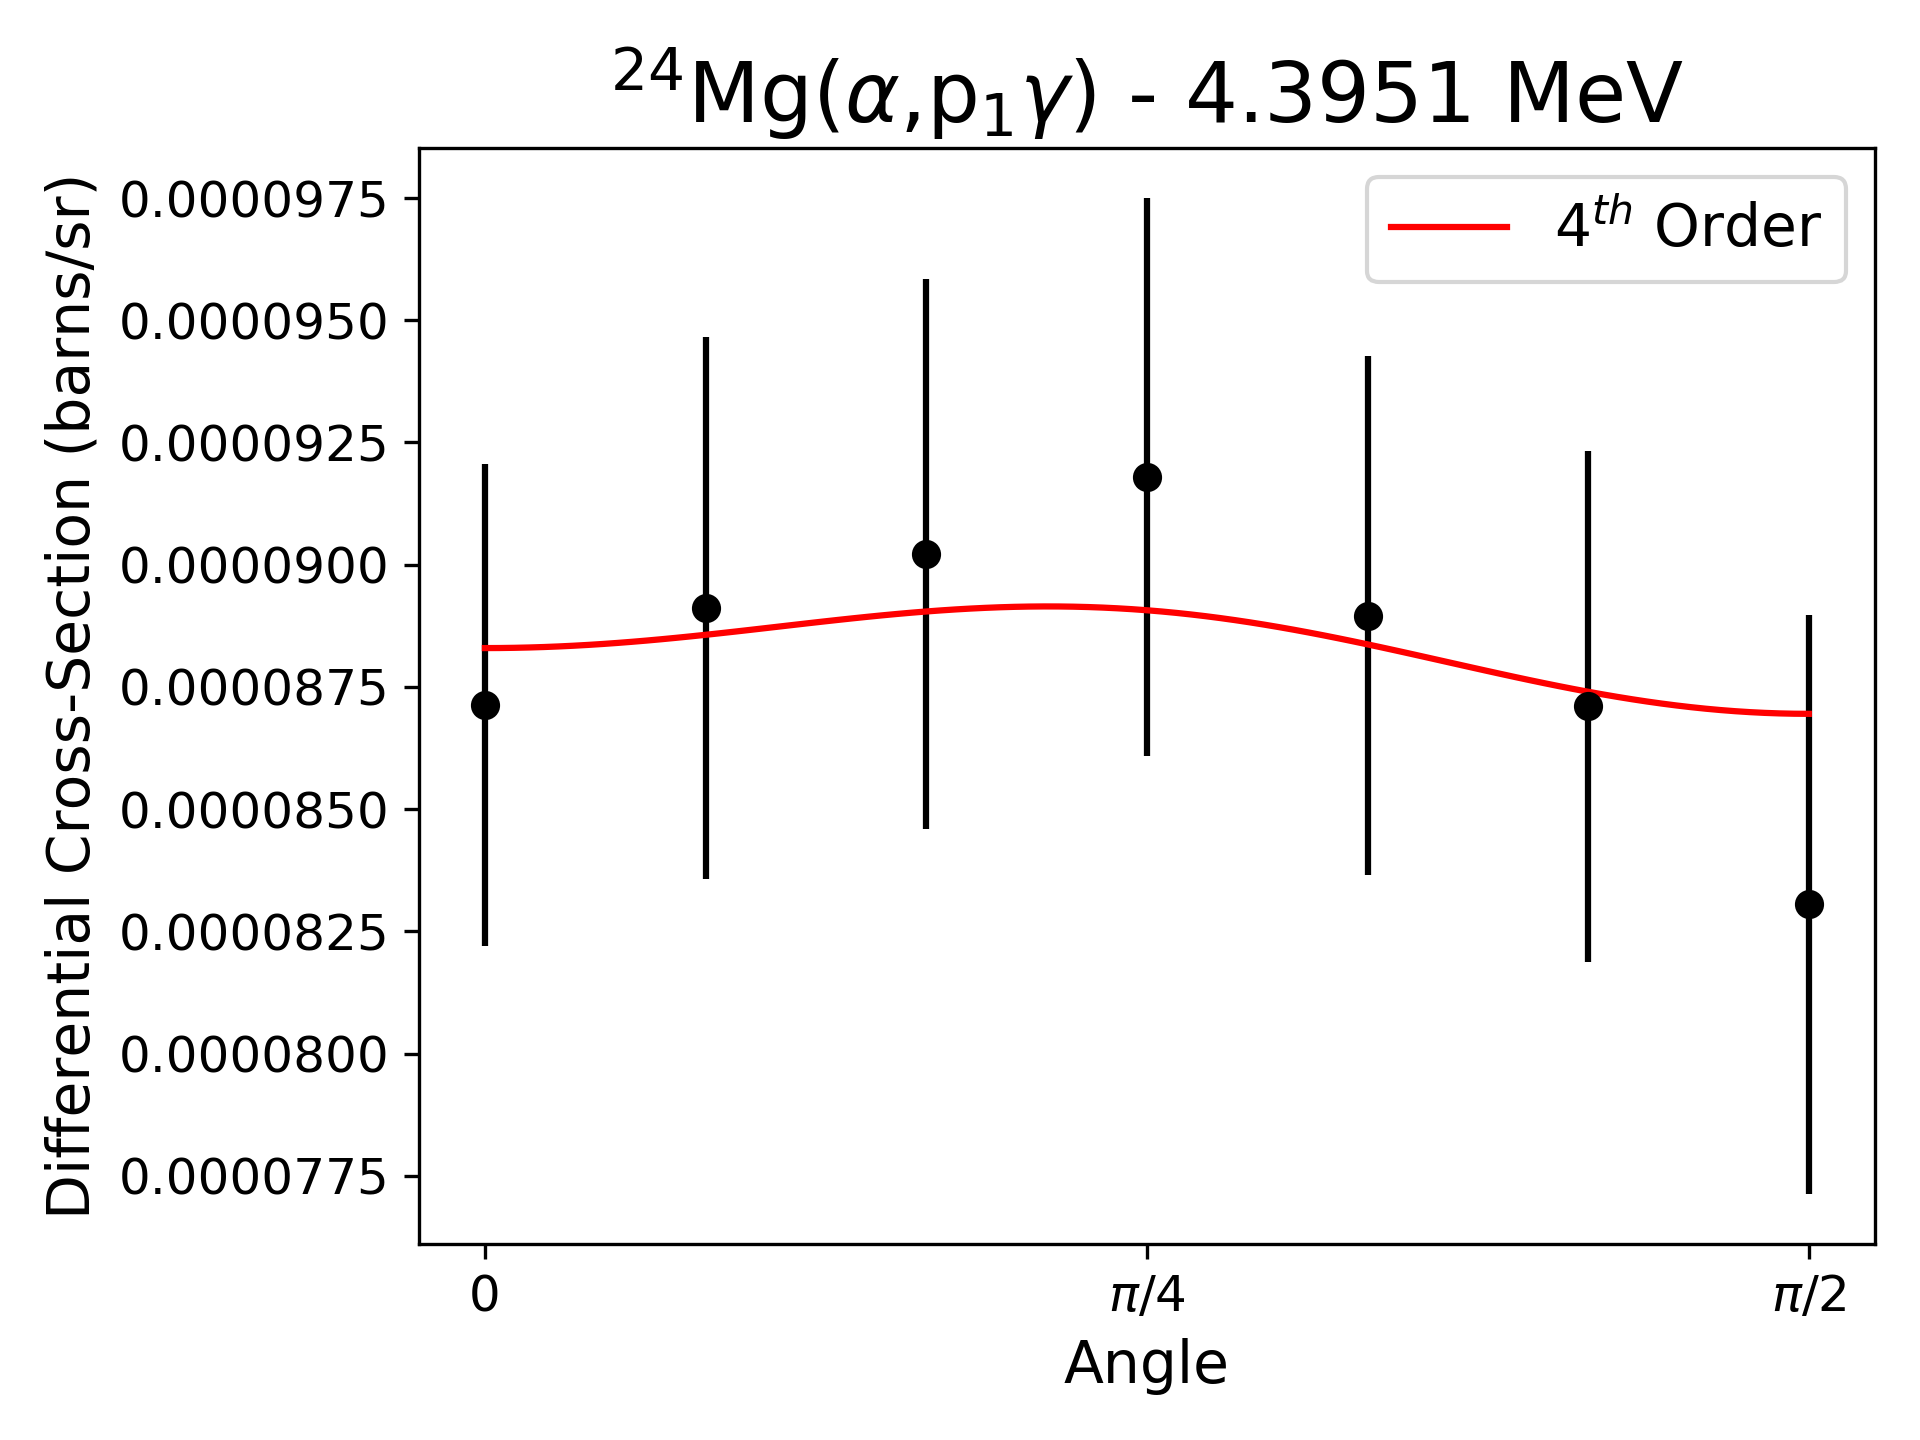 ²⁴Mg(α,p₁γ) - 4.3951 MeV
4ᵗʰ Order
Differential Cross-Section (barns/sr)
0.0000975
0.0000950
0.0000925
0.0000900
0.0000875
0.0000850
0.0000825
0.0000800
0.0000775
0 π/4 π/2
Angle